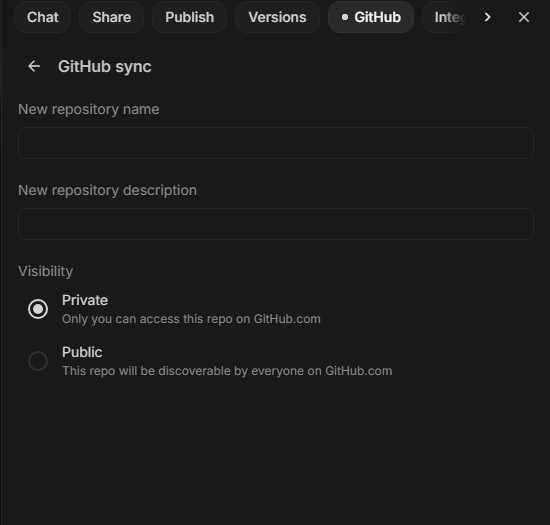 Chat Share Publish Versions GitHub Integ
GitHub sync
New repository name
New repository description
Visibility
Private
Only you can access this repo on GitHub.com
Public
This repo will be discoverable by everyone on GitHub.com